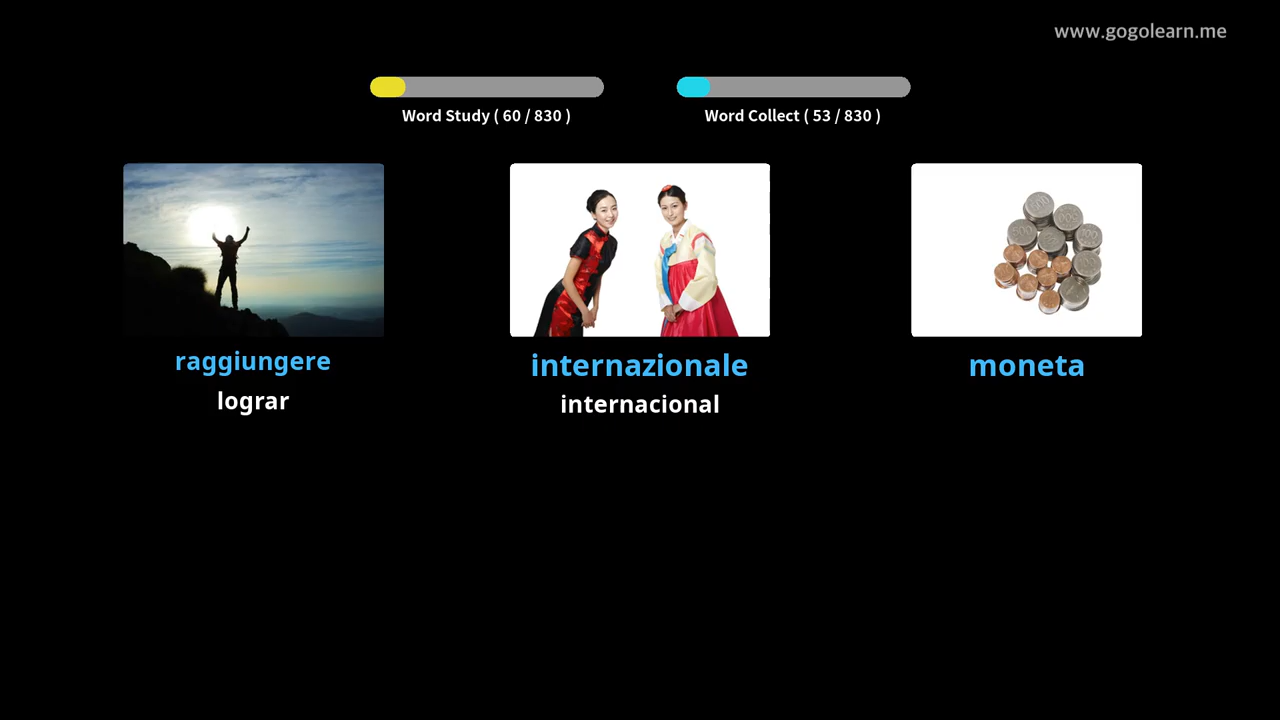 www.gogolearn.me
Word Study ( 60 / 830 )
Word Collect ( 53 / 830 )
raggiungere
lograr
internazionale
internacional
moneta